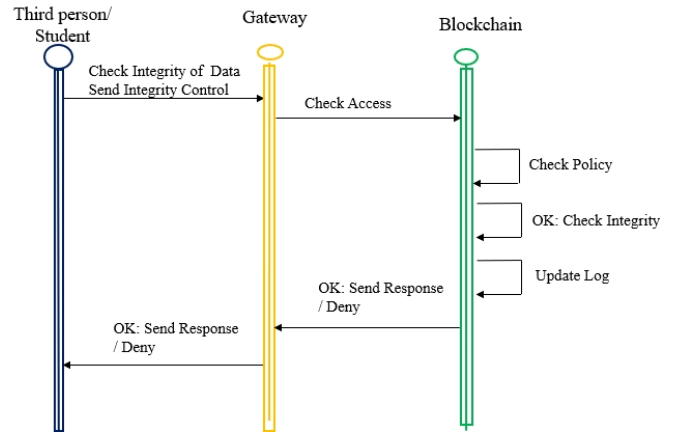 Third person/
Student
Gateway
Blockchain
Check Integrity of Data
Send Integrity Control
Check Access
Check Policy
OK: Check Integrity
Update Log
OK: Send Response
/ Deny
OK: Send Response
/ Deny